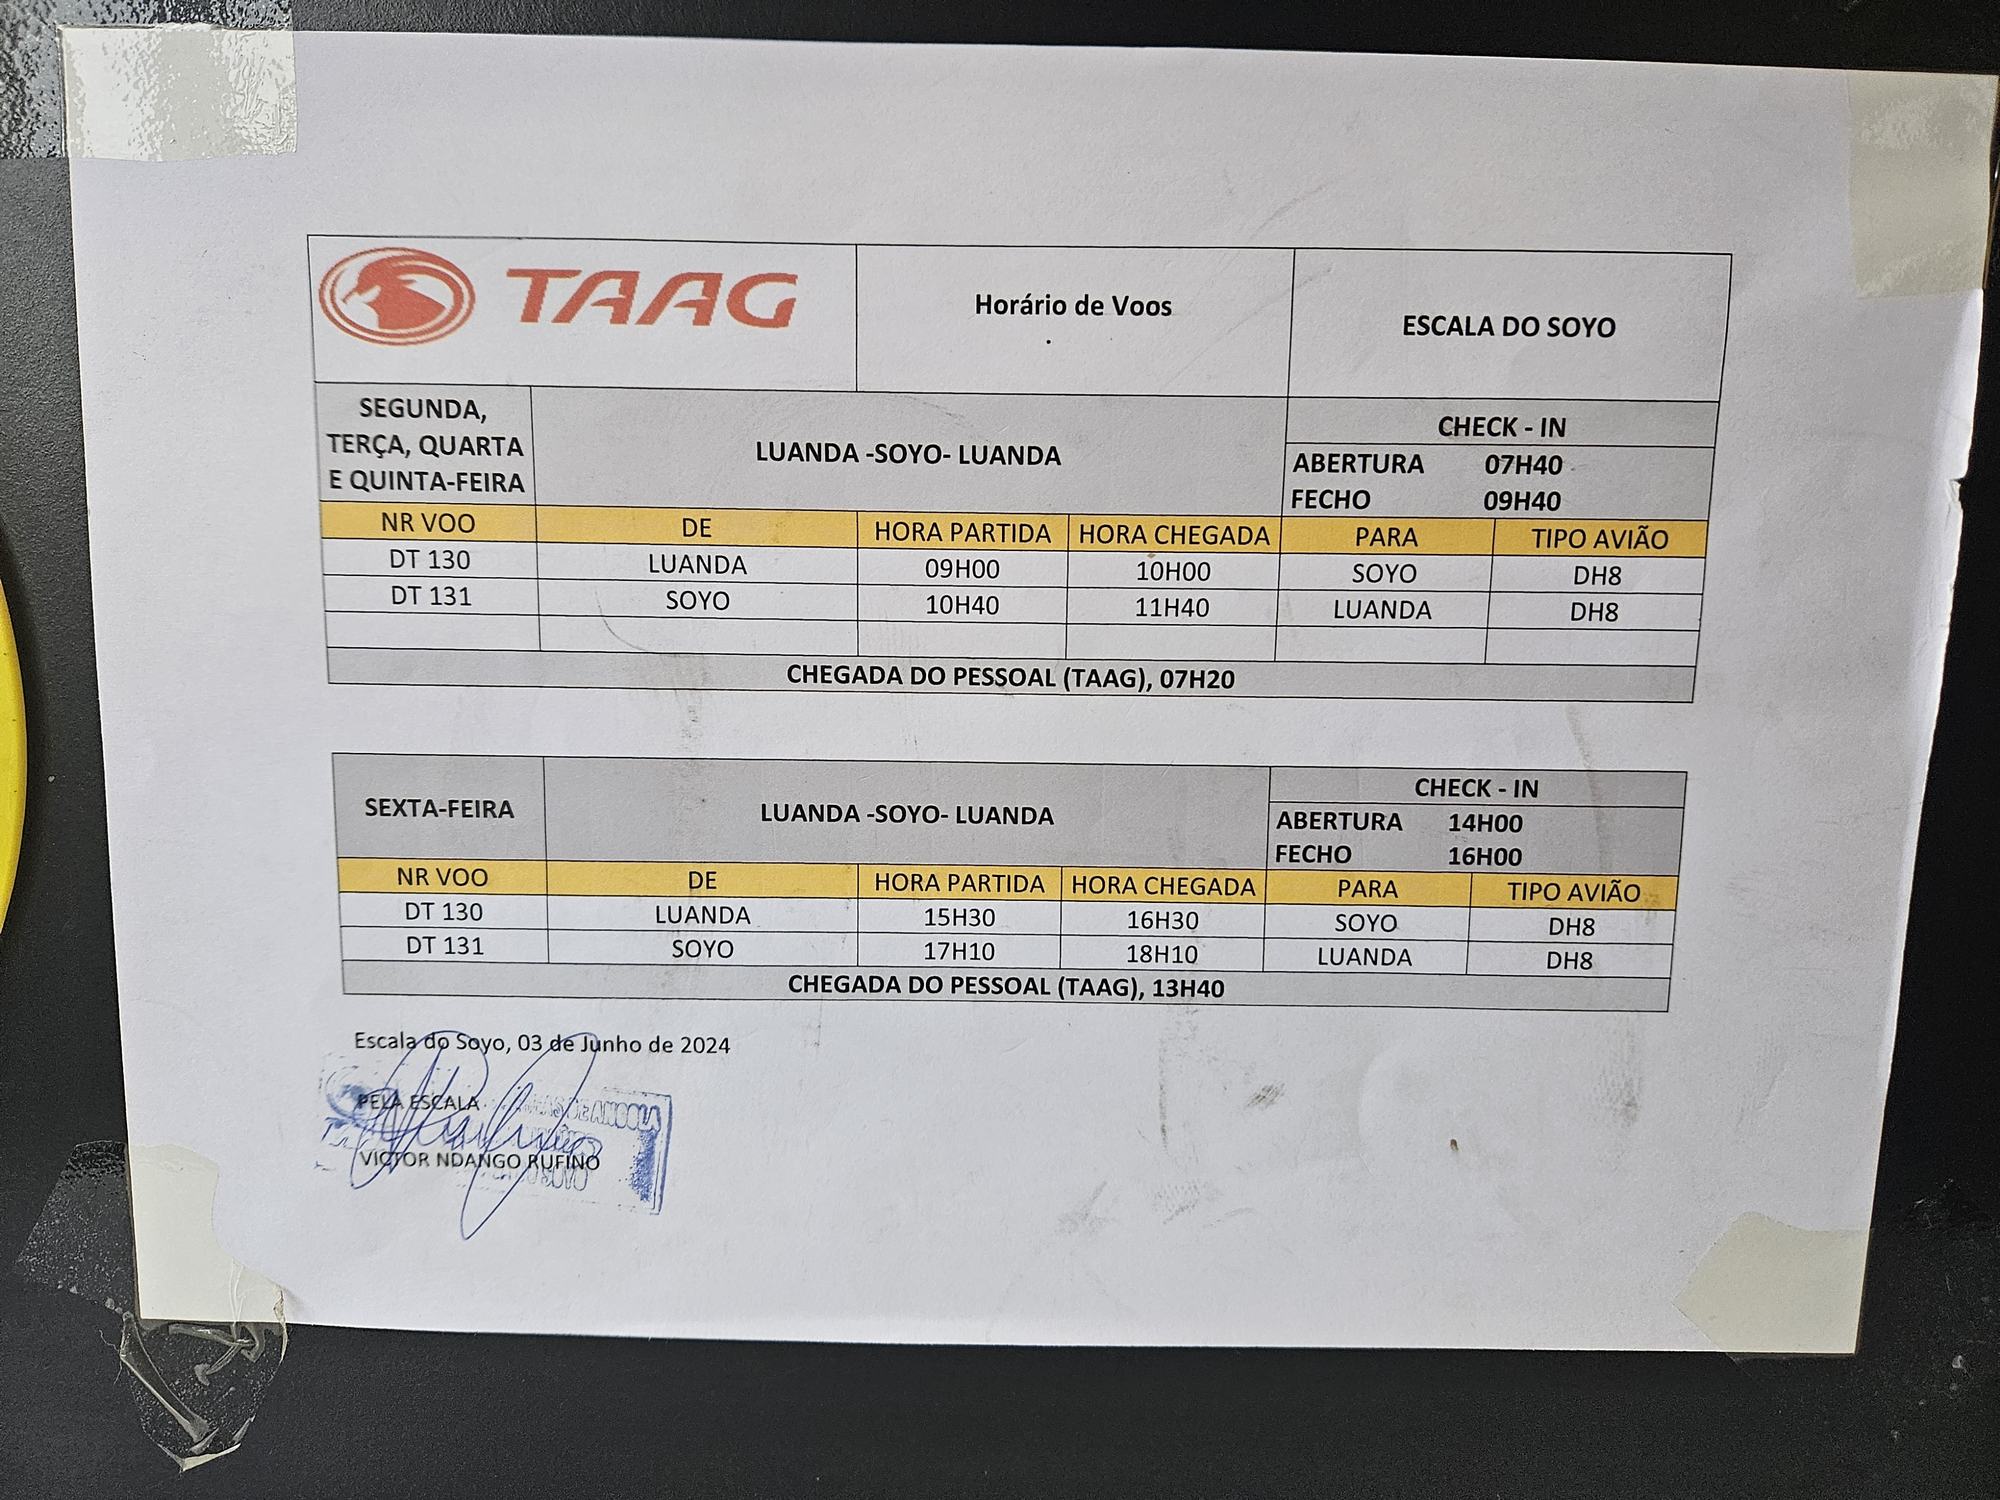 TAAG
Horário de Voos
.
ESCALA DO SOYO
SEGUNDA,
TERÇA, QUARTA
E QUINTA-FEIRA
LUANDA -SOYO- LUANDA
CHECK - IN
ABERTURA 07H40
FECHO 09H40
NR VOO DE HORA PARTIDA HORA CHEGADA PARA TIPO AVIÃO
DT 130 LUANDA 09H00 10H00 SOYO DH8
DT 131 SOYO 10H40 11H40 LUANDA DH8
CHEGADA DO PESSOAL (TAAG), 07H20
SEXTA-FEIRA
LUANDA -SOYO- LUANDA
CHECK - IN
ABERTURA 14H00
FECHO 16H00
NR VOO DE HORA PARTIDA HORA CHEGADA PARA TIPO AVIÃO
DT 130 LUANDA 15H30 16H30 SOYO DH8
DT 131 SOYO 17H10 18H10 LUANDA DH8
CHEGADA DO PESSOAL (TAAG), 13H40
Escala do Soyo, 03 de Junho de 2024
PELA ESCALA
VICTOR NDANGO RUFINO